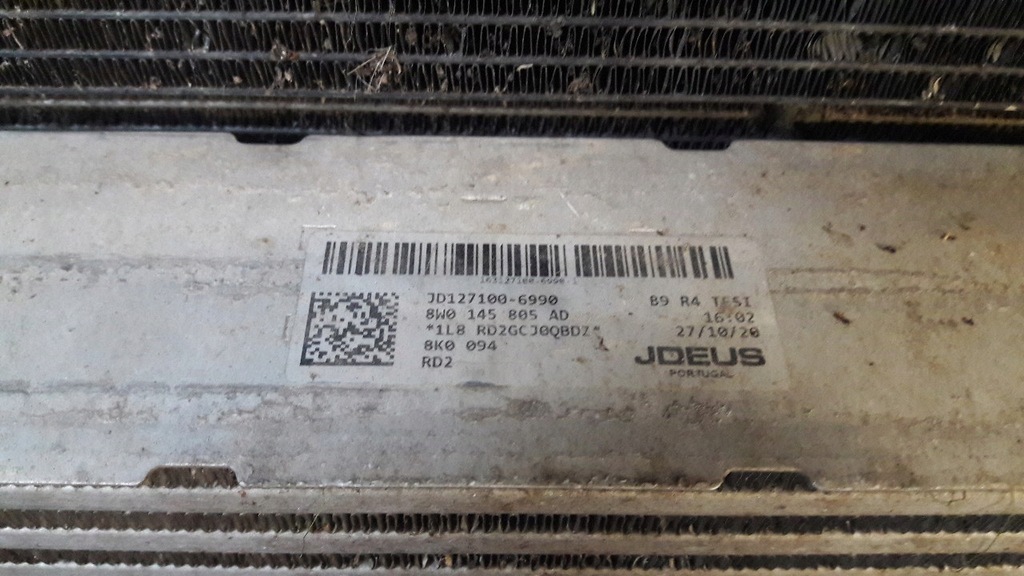 JD127100-6990
8W0 145 805 AD
*1L8 RD2GCJ0QBDZ*
8K0 094
RD2
B9 R4 TFSI
16:02
27/10/20
JDEUS
PORTUGAL